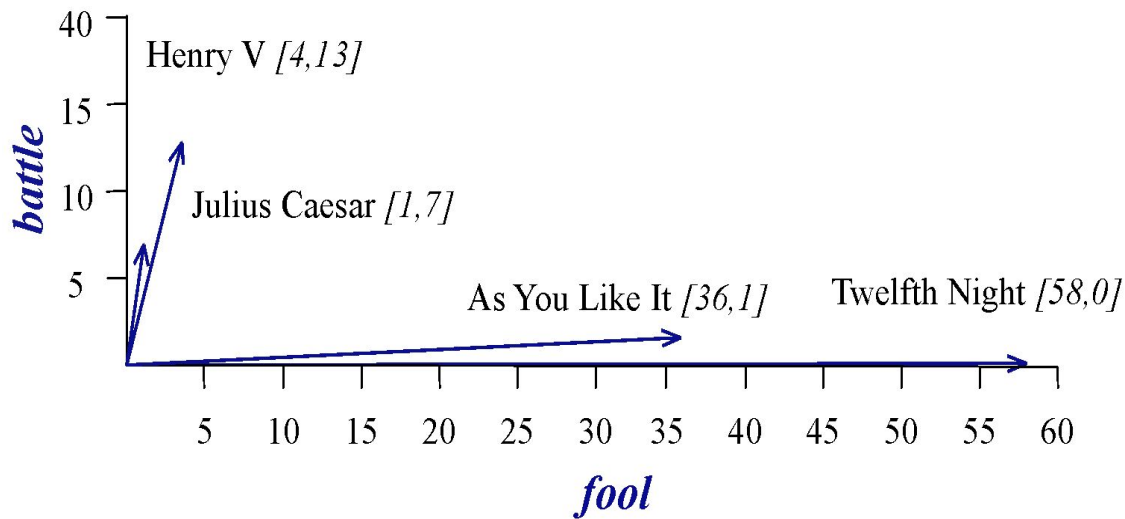 40
Henry V [4,13]
15
battle
10
Julius Caesar [1,7]
5
As You Like It [36,1]
Twelfth Night [58,0]
5 10 15 20 25 30 35 40 45 50 55 60
fool